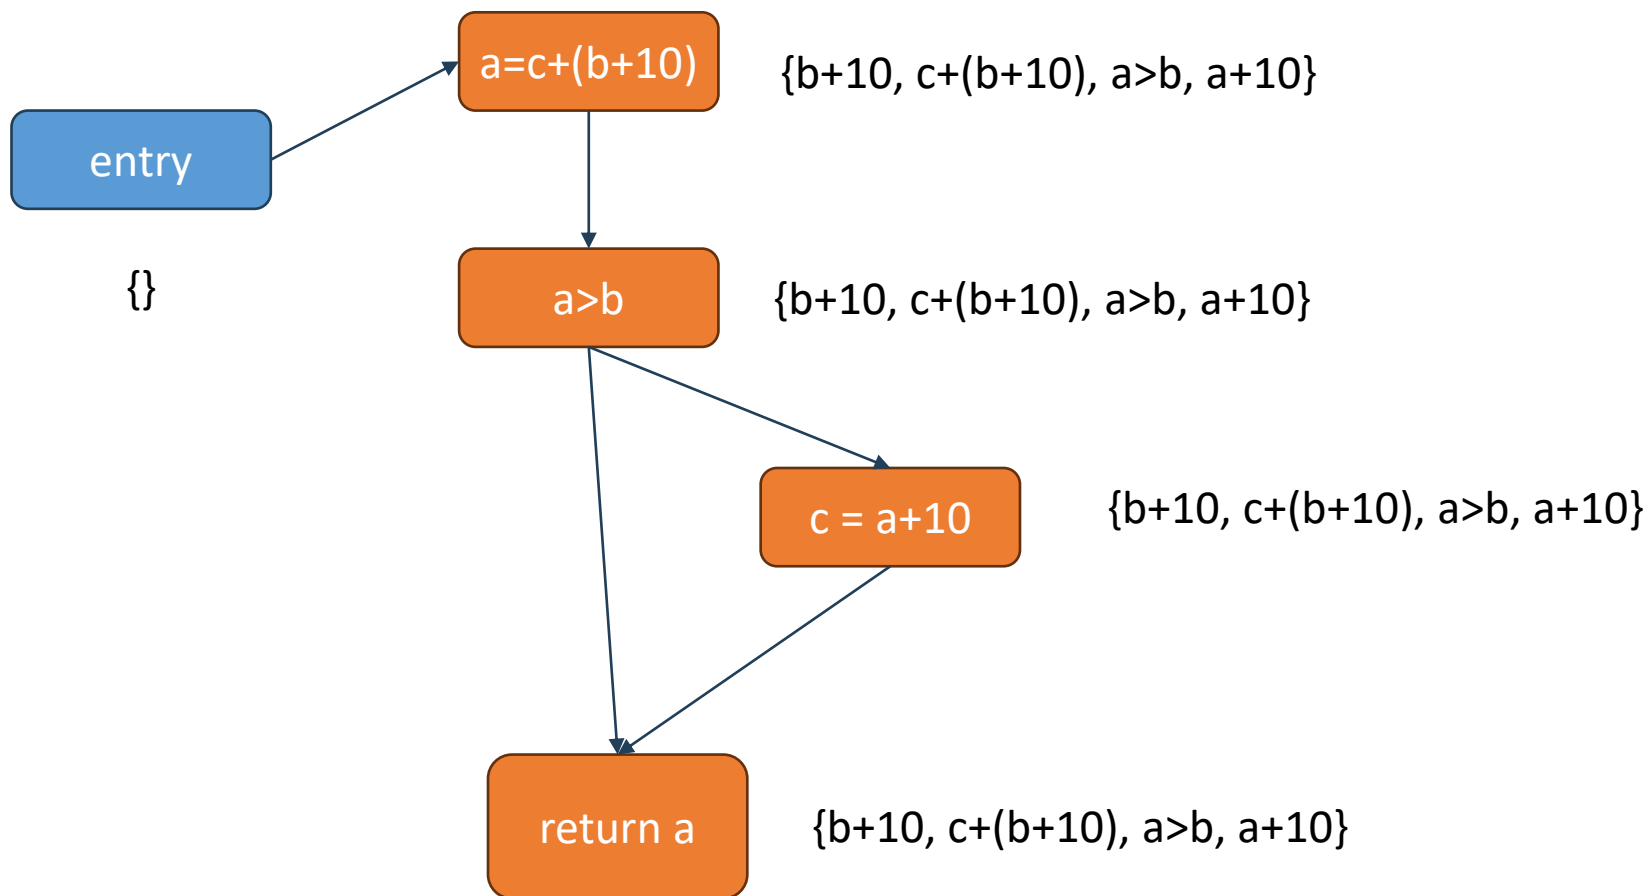 a=c+(b+10)
{b+10, c+(b+10), a>b, a+10}
entry
{}
a>b
{b+10, c+(b+10), a>b, a+10}
c = a+10
{b+10, c+(b+10), a>b, a+10}
return a
{b+10, c+(b+10), a>b, a+10}